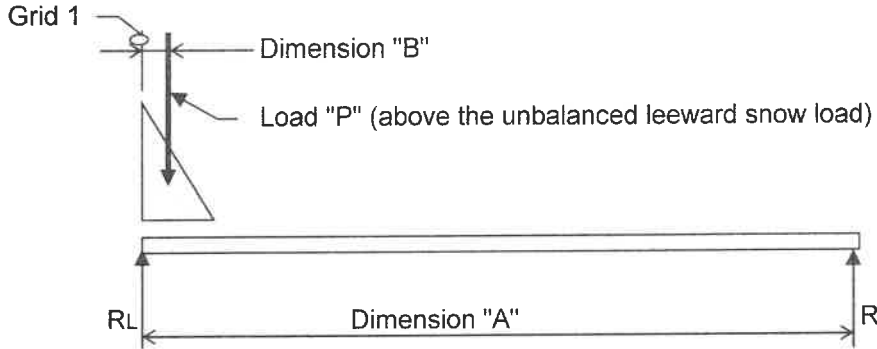 Grid 1
Dimension "B"
Load "P" (above the unbalanced leeward snow load)
RL
Dimension "A"
R